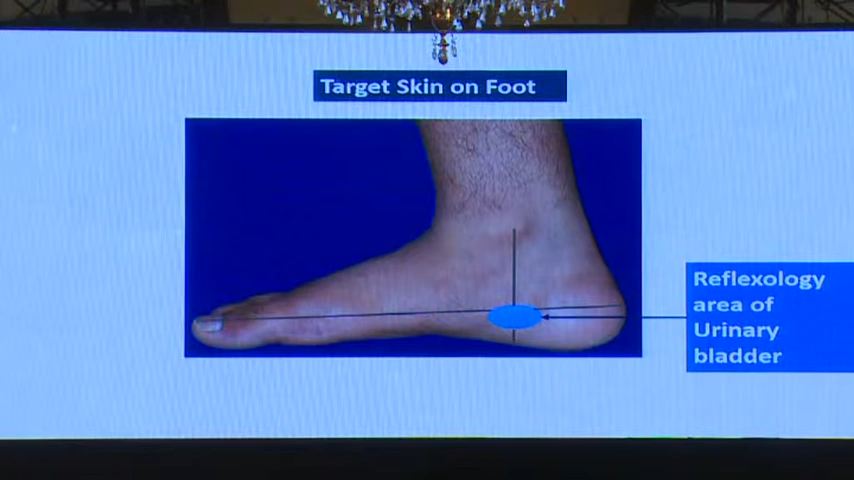 Target Skin on Foot
Reflexology
area of
Urinary
bladder